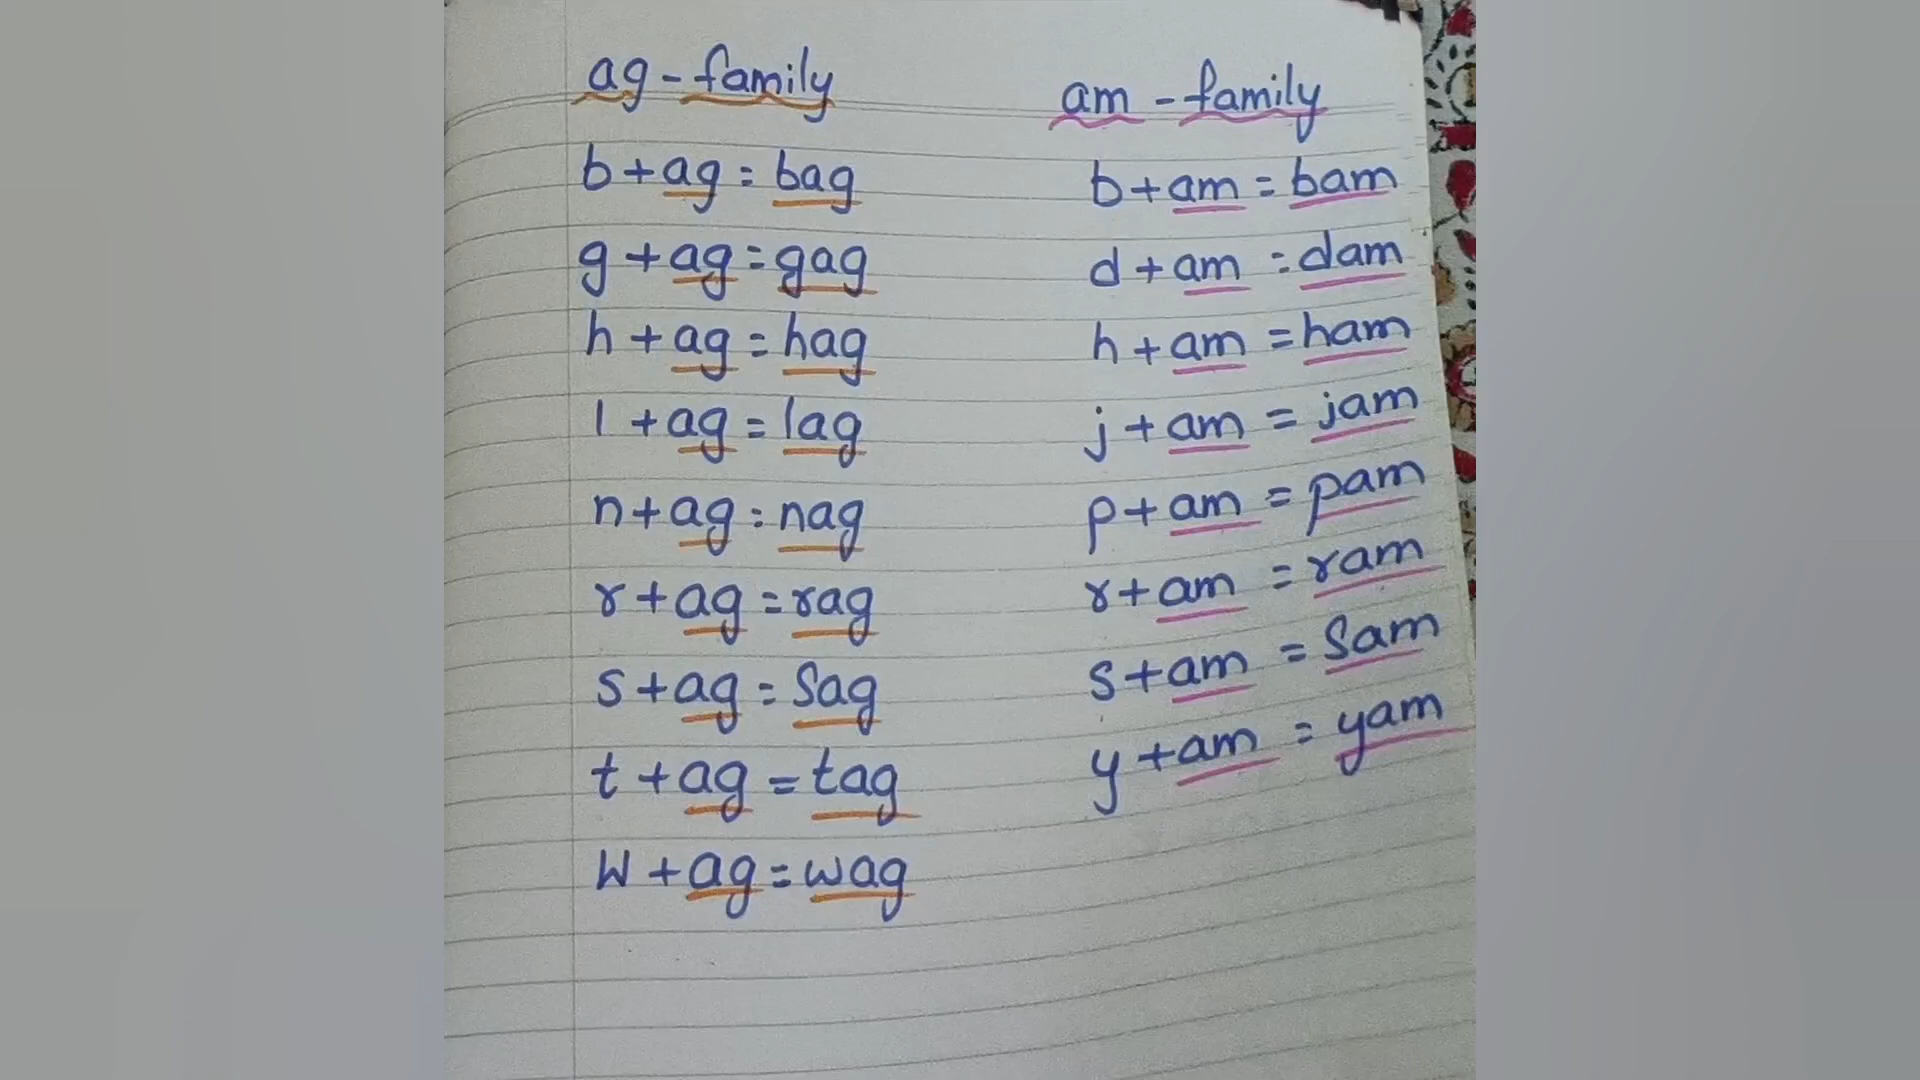 ag - family
b + ag = bag
g + ag = gag
h + ag = hag
l + ag = lag
n + ag = nag
r + ag = rag
s + ag = sag
t + ag = tag
w + ag = wag
am - family
b + am = bam
d + am = dam
h + am = ham
j + am = jam
p + am = pam
r + am = ram
s + am = sam
y + am = yam